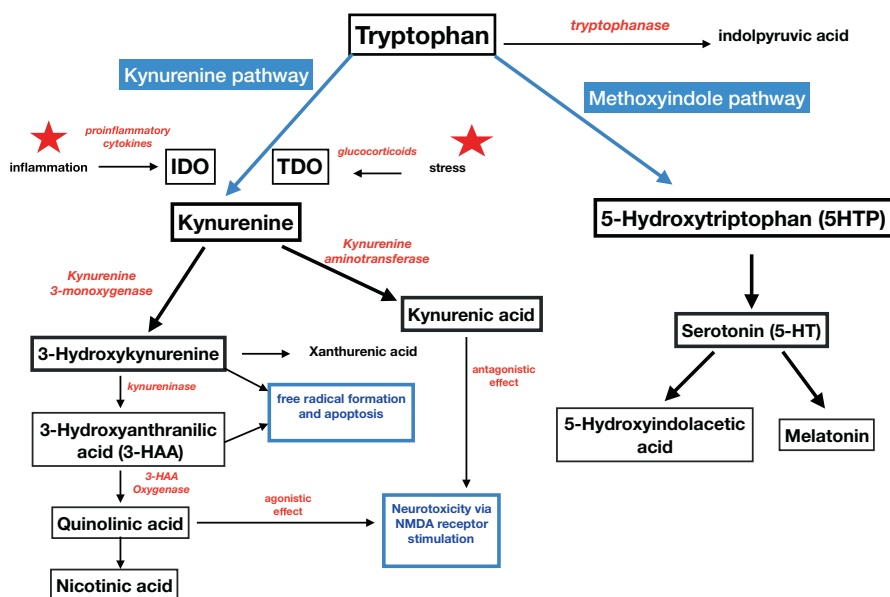 Tryptophan
tryptophanase
indolpyruvic acid
Kynurenine pathway
Methoxyindole pathway
proinflammatory
cytokines
inflammation
IDO
TDO
glucocorticoids
stress
Kynurenine
5-Hydroxytriptophan (5HTP)
Kynurenine
aminotransferase
Kynurenine
3-monoxygenase
Kynurenic acid
Serotonin (5-HT)
3-Hydroxykynurenine
Xanthurenic acid
antagonistic
effect
kynureninase
free radical formation
and apoptosis
5-Hydroxyindolacetic
acid
Melatonin
3-Hydroxyanthranilic
acid (3-HAA)
3-HAA
Oxygenase
Quinolinic acid
agonistic
effect
Neurotoxicity via
NMDA receptor
stimulation
Nicotinic acid